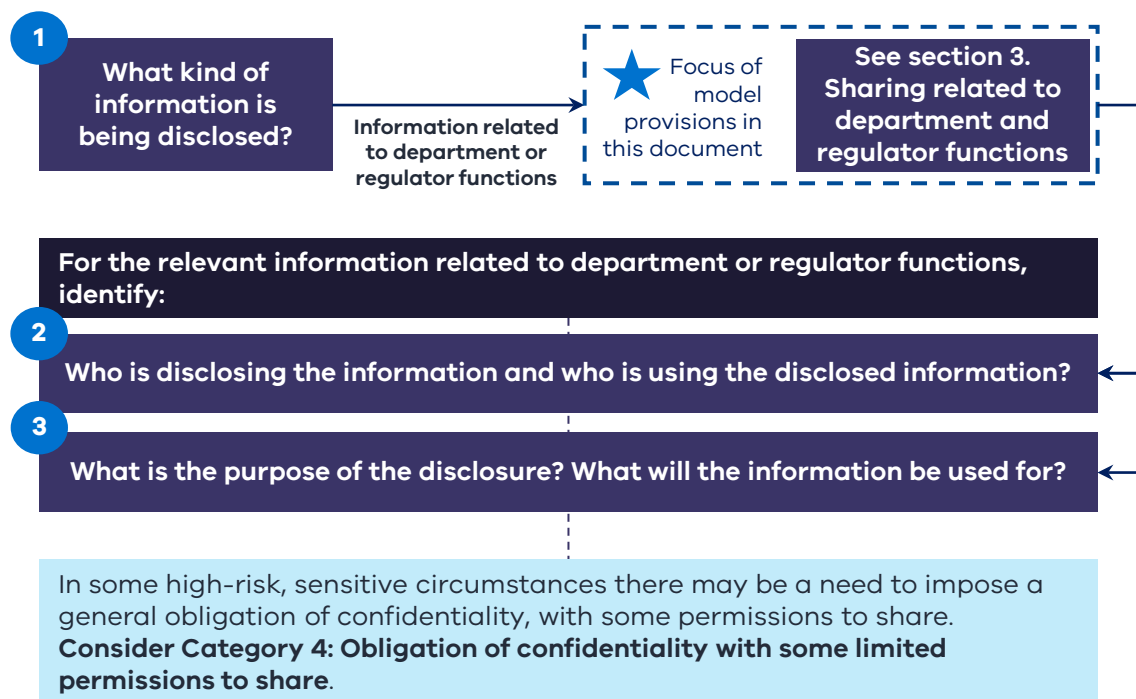 1
What kind of
information is
being disclosed?
Information related
to department or
regulator functions
Focus of
model
provisions in
this document
See section 3.
Sharing related to
department and
regulator functions
For the relevant information related to department or regulator functions,
identify:
2
Who is disclosing the information and who is using the disclosed information?
3
What is the purpose of the disclosure? What will the information be used for?
In some high-risk, sensitive circumstances there may be a need to impose a
general obligation of confidentiality, with some permissions to share.
Consider Category 4: Obligation of confidentiality with some limited
permissions to share.